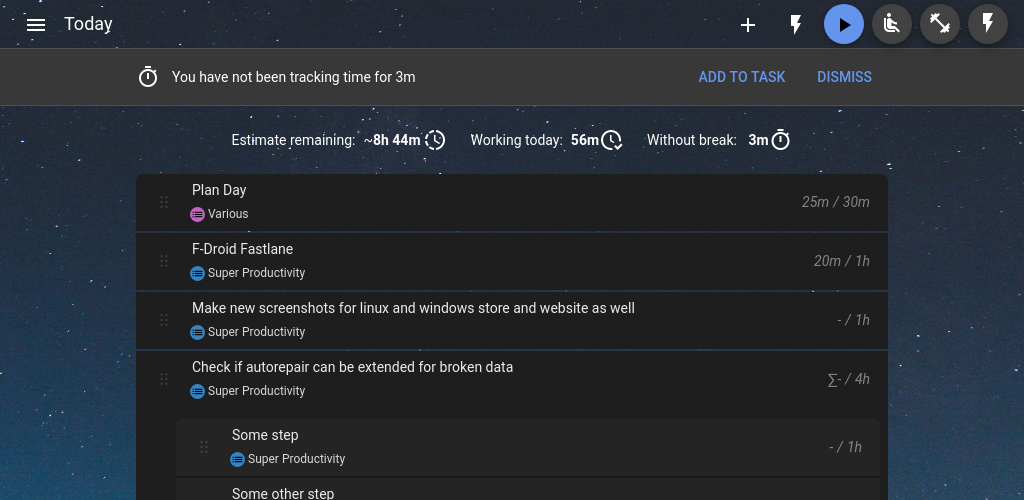 Today
You have not been tracking time for 3m ADD TO TASK DISMISS
Estimate remaining: ~8h 44m Working today: 56m Without break: 3m
Plan Day
Various
25m / 30m
F-Droid Fastlane
Super Productivity
20m / 1h
Make new screenshots for linux and windows store and website as well
Super Productivity
- / 1h
Check if autorepair can be extended for broken data
Super Productivity
∑- / 4h
Some step
Super Productivity
- / 1h
Some other step